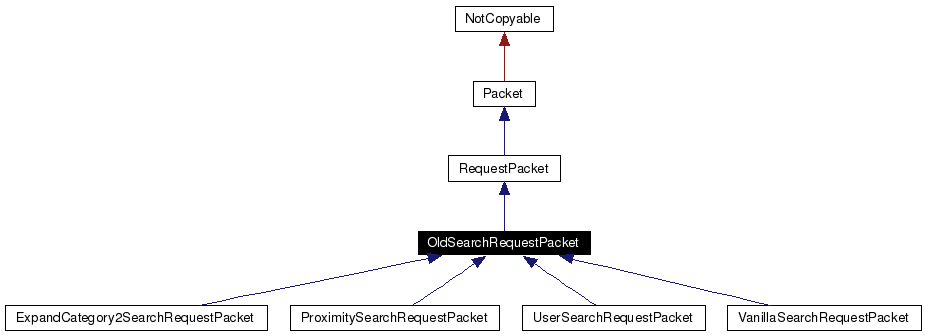 NotCopyable
Packet
RequestPacket
OldSearchRequestPacket
ExpandCategory2SearchRequestPacket
ProximitySearchRequestPacket
UserSearchRequestPacket
VanillaSearchRequestPacket